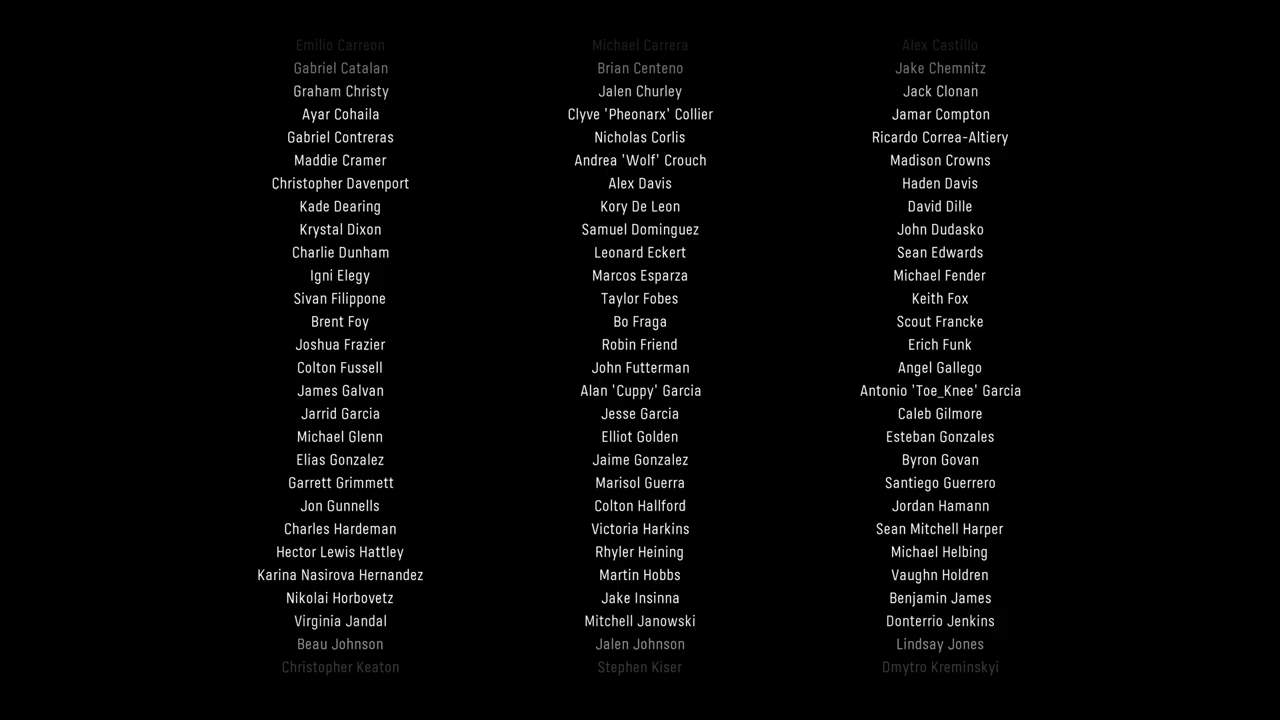 Emilio Carreon Michael Carrera Alex Castillo
Gabriel Catalan Brian Centeno Jake Chemnitz
Graham Christy Jalen Churley Jack Clonan
Ayar Cohaila Clyve 'Pheonarx' Collier Jamar Compton
Gabriel Contreras Nicholas Corlis Ricardo Correa-Altiery
Maddie Cramer Andrea 'Wolf' Crouch Madison Crowns
Christopher Davenport Alex Davis Haden Davis
Kade Dearing Kory De Leon David Dille
Krystal Dixon Samuel Dominguez John Dudasko
Charlie Dunham Leonard Eckert Sean Edwards
Igni Elegy Marcos Esparza Michael Fender
Sivan Filippone Taylor Fobes Keith Fox
Brent Foy Bo Fraga Scout Francke
Joshua Frazier Robin Friend Erich Funk
Colton Fussell John Futterman Angel Gallego
James Galvan Alan 'Cuppy' Garcia Antonio 'Toe_Knee' Garcia
Jarrid Garcia Jesse Garcia Caleb Gilmore
Michael Glenn Elliot Golden Esteban Gonzales
Elias Gonzalez Jaime Gonzalez Byron Govan
Garrett Grimmett Marisol Guerra Santiego Guerrero
Jon Gunnells Colton Hallford Jordan Hamann
Charles Hardeman Victoria Harkins Sean Mitchell Harper
Hector Lewis Hattley Rhyler Heining Michael Helbing
Karina Nasirova Hernandez Martin Hobbs Vaughn Holdren
Nikolai Horbovetz Jake Insinna Benjamin James
Virginia Jandal Mitchell Janowski Donterrio Jenkins
Beau Johnson Jalen Johnson Lindsay Jones
Christopher Keaton Stephen Kiser Dmytro Kreminskyi